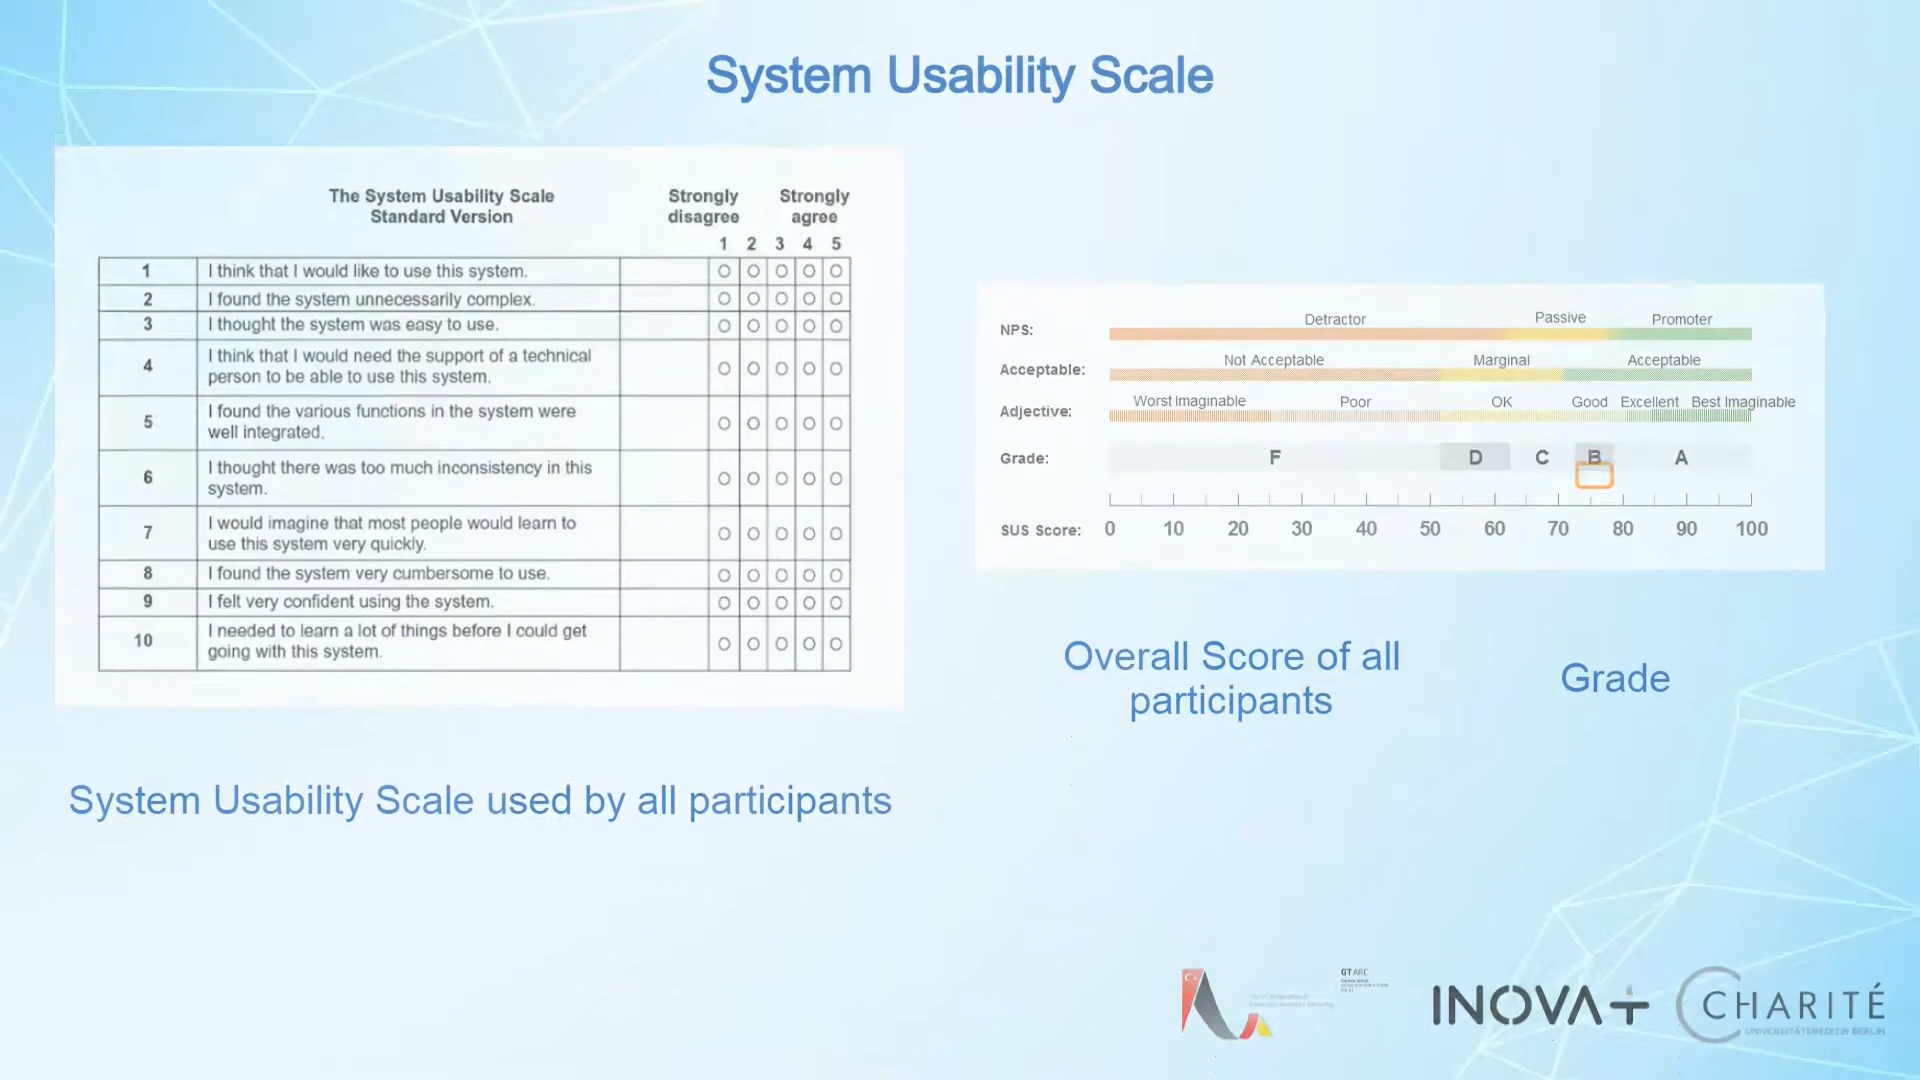 System Usability Scale
The System Usability Scale
Standard Version
Strongly
disagree
Strongly
agree
1 2 3 4 5
1 I think that I would like to use this system.
2 I found the system unnecessarily complex.
3 I thought the system was easy to use.
4 I think that I would need the support of a technical
person to be able to use this system.
5 I found the various functions in the system were
well integrated.
6 I thought there was too much inconsistency in this
system.
7 I would imagine that most people would learn to
use this system very quickly.
8 I found the system very cumbersome to use.
9 I felt very confident using the system.
10 I needed to learn a lot of things before I could get
going with this system.
System Usability Scale used by all participants
NPS: Detractor Passive Promoter
Acceptable: Not Acceptable Marginal Acceptable
Adjective: Worst Imaginable Poor OK Good Excellent Best Imaginable
Grade: F D C B A
SUS Score: 0 10 20 30 40 50 60 70 80 90 100
Overall Score of all
participants
Grade
GT ARC
INOVA+
CHARITÉ
UNIVERSITÄTSMEDIZIN BERLIN